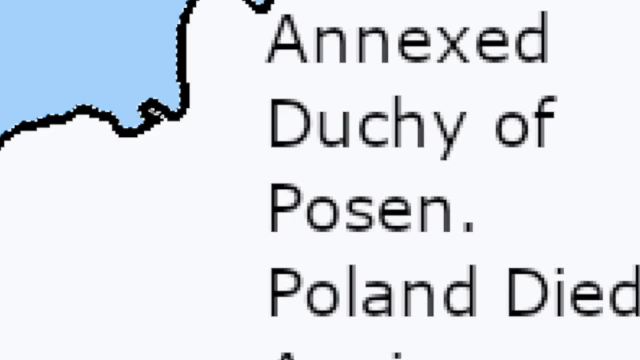 Annexed
Duchy of
Posen.
Poland Died